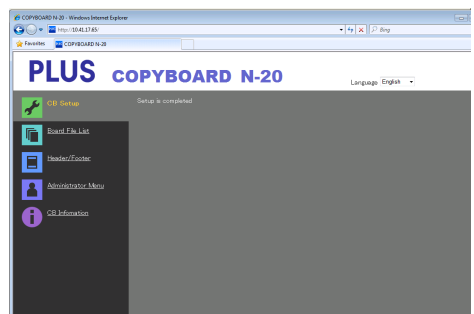 COPYBOARD N-20 - Windows Internet Explorer
http://10.41.17.65/
Bing
Favorites
COPYBOARD N-20
PLUS COPYBOARD N-20
Language English
CB Setup
Setup is completed
Board File List
Header/Footer
Administrator Menu
CB Infomation